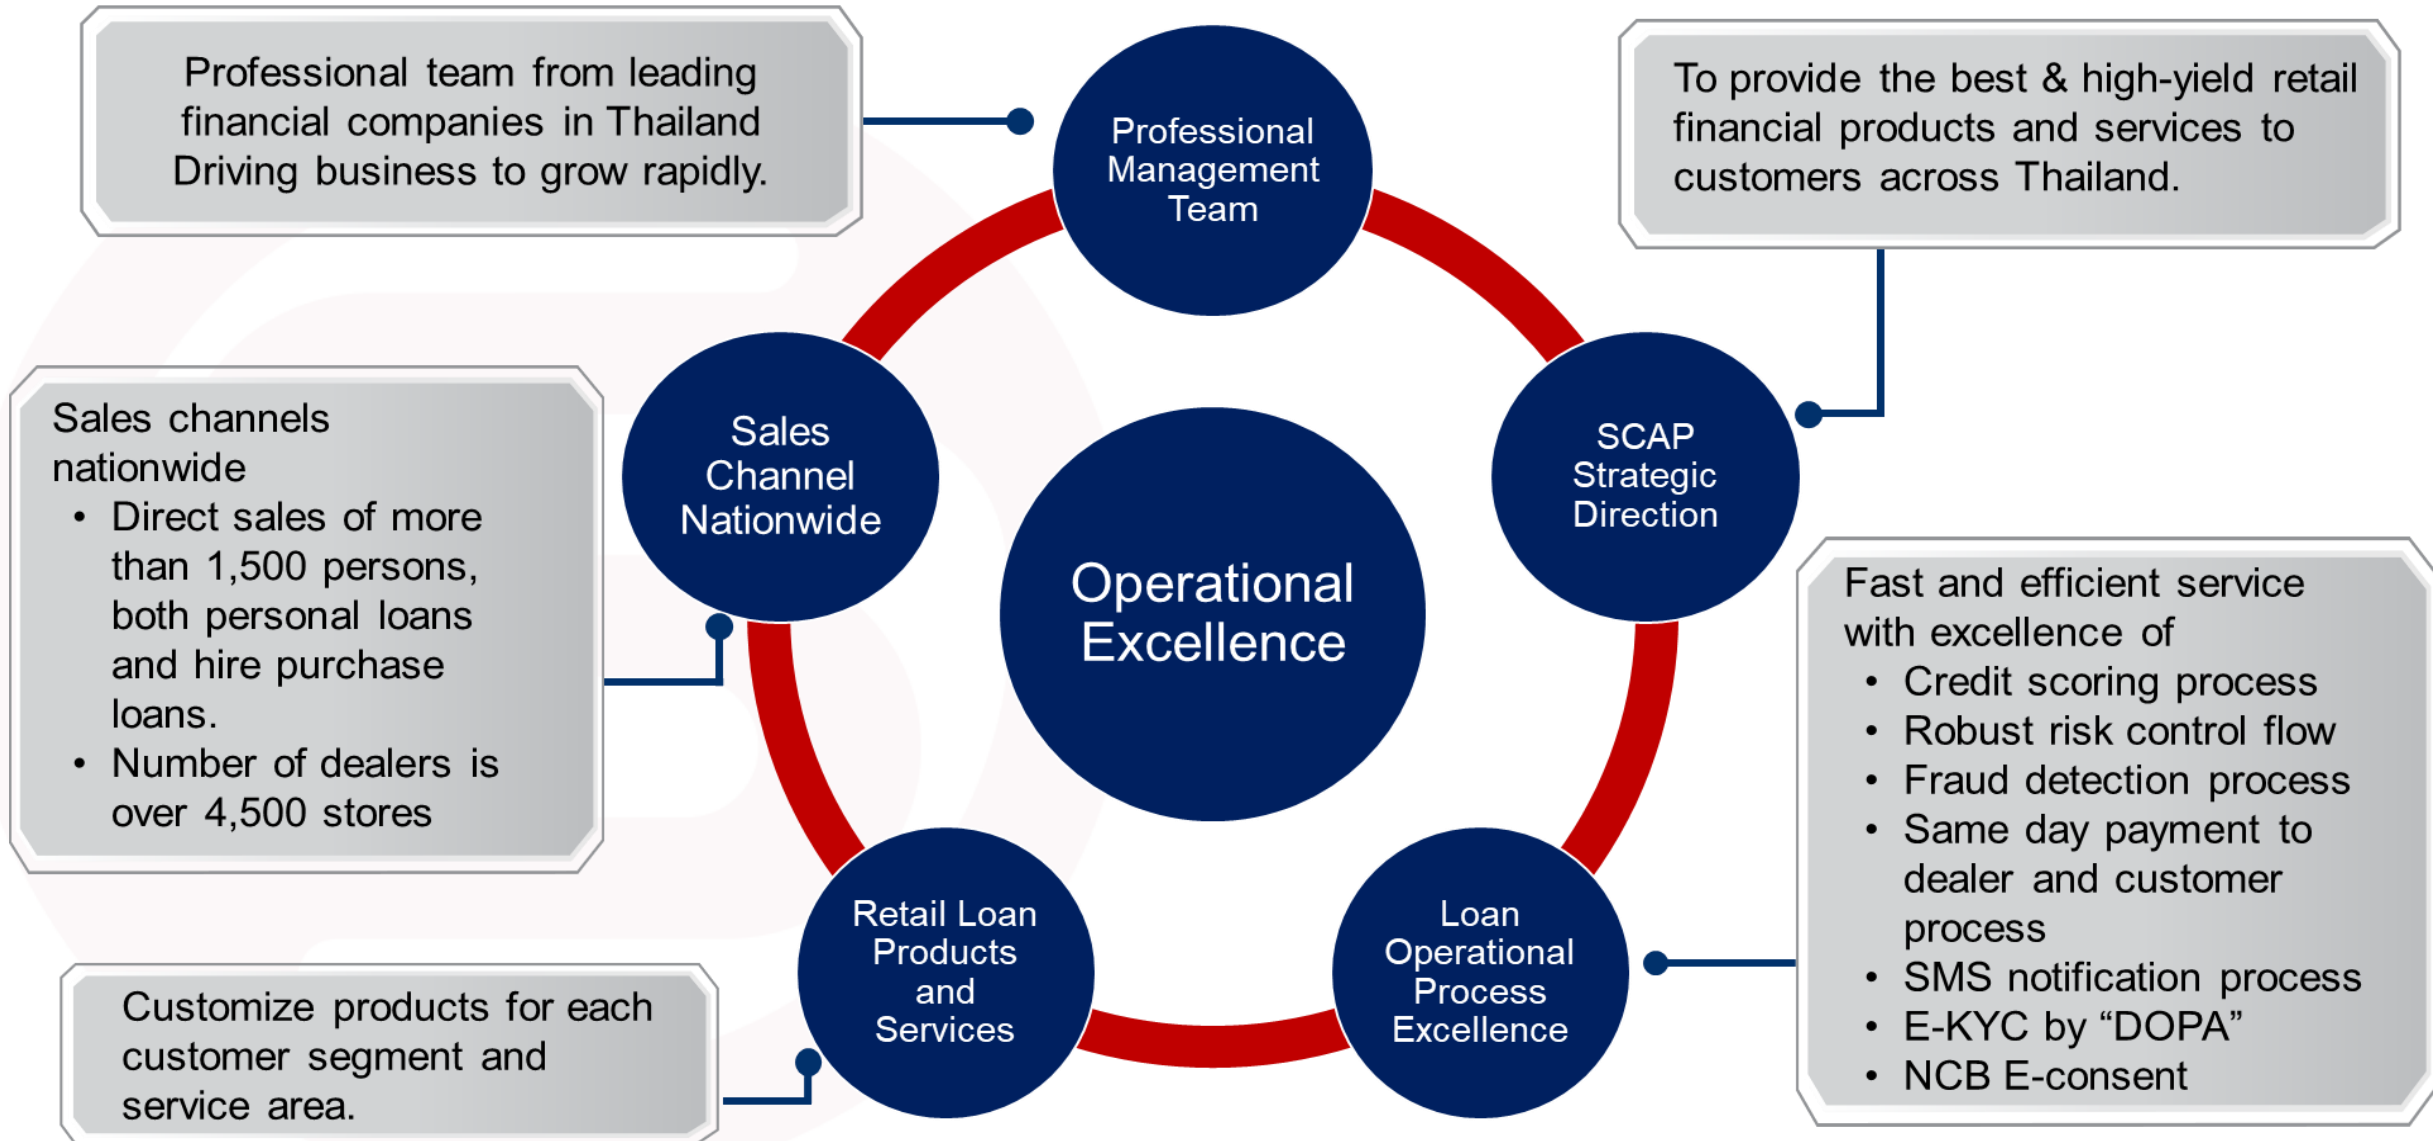 Professional team from leading
financial companies in Thailand
Driving business to grow rapidly.
Professional
Management
Team
To provide the best & high-yield retail
financial products and services to
customers across Thailand.
Sales channels
nationwide
• Direct sales of more
than 1,500 persons,
both personal loans
and hire purchase
loans.
• Number of dealers is
over 4,500 stores
Sales
Channel
Nationwide
Operational
Excellence
SCAP
Strategic
Direction
Fast and efficient service
with excellence of
• Credit scoring process
• Robust risk control flow
• Fraud detection process
• Same day payment to
dealer and customer
process
• SMS notification process
• E-KYC by “DOPA”
• NCB E-consent
Customize products for each
customer segment and
service area.
Retail Loan
Products
and
Services
Loan
Operational
Process
Excellence